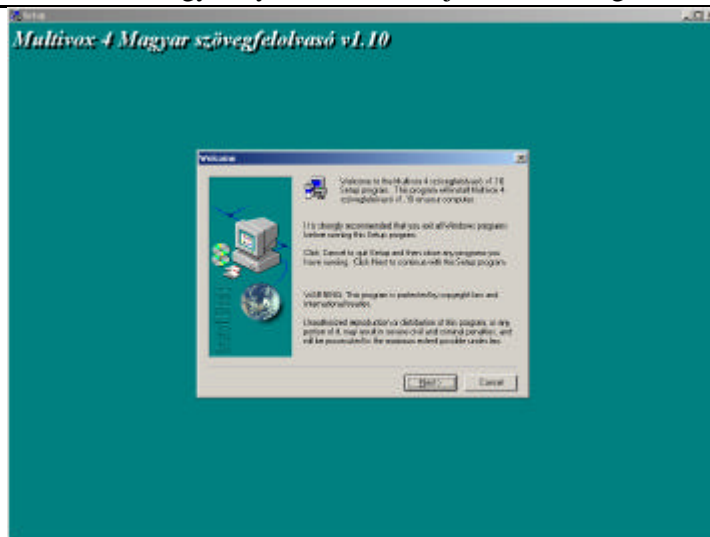 Setup
Multivox 4 Magyar szövegfelolvasó v1.10
Welcome
Welcome to the Multivox 4 szövegfelolvasó v1.10
Setup program. This program will install Multivox 4
szövegfelolvasó v1.10 on your computer.
It is strongly recommended that you exit all Windows programs
before running this Setup program.
Click Cancel to quit Setup and then close any programs you
have running. Click Next to continue with the Setup program.
WARNING: This program is protected by copyright law and
international treaties.
Unauthorized reproduction or distribution of this program, or any
portion of it, may result in severe civil and criminal penalties, and
will be prosecuted to the maximum extent possible under law.
Next >
Cancel